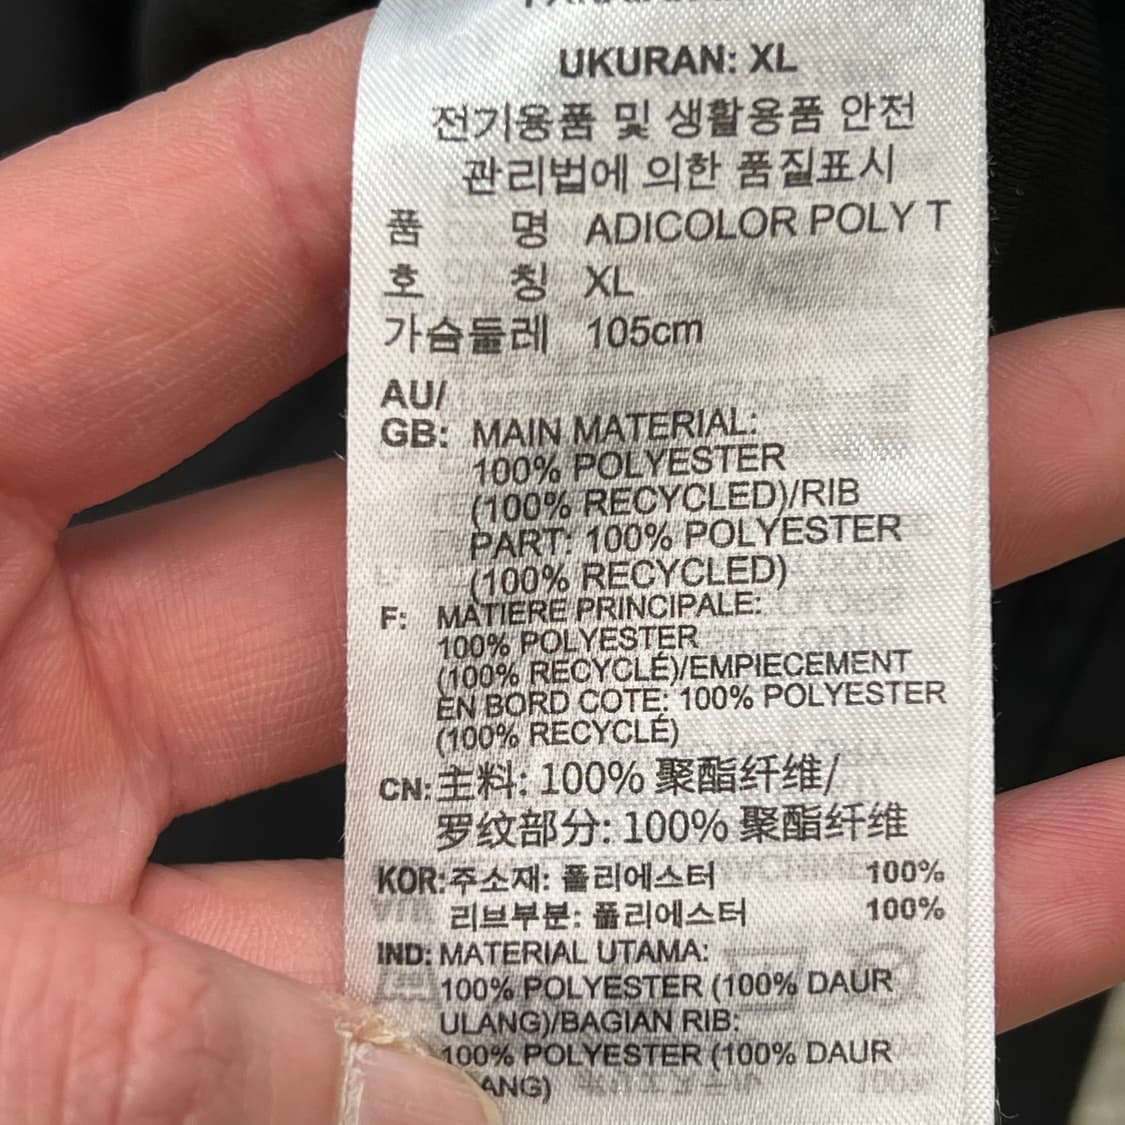 UKURAN: XL
전기용품 및 생활용품 안전
관리법에 의한 품질표시
품 명 ADICOLOR POLY T
호 칭 XL
가슴둘레 105cm
AU/
GB: MAIN MATERIAL:
100% POLYESTER
(100% RECYCLED)/RIB
PART: 100% POLYESTER
(100% RECYCLED)
F: MATIERE PRINCIPALE:
100% POLYESTER
(100% RECYCLÉ)/EMPIECEMENT
EN BORD COTE: 100% POLYESTER
(100% RECYCLÉ)
CN: 主料: 100% 聚酯纤维/
罗纹部分: 100% 聚酯纤维
KOR: 주소재: 폴리에스터 100%
리브부분: 폴리에스터 100%
IND: MATERIAL UTAMA:
100% POLYESTER (100% DAUR
ULANG)/BAGIAN RIB:
100% POLYESTER (100% DAUR
ANG)